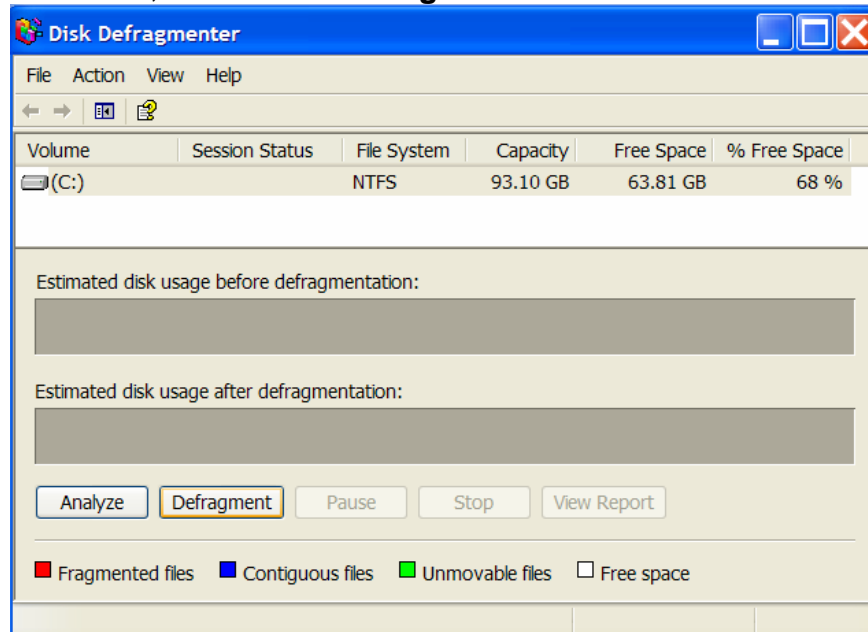 Disk Defragmenter
File Action View Help
Volume Session Status File System Capacity Free Space % Free Space
(C:) NTFS 93.10 GB 63.81 GB 68 %
Estimated disk usage before defragmentation:
Estimated disk usage after defragmentation:
Analyze Defragment Pause Stop View Report
Fragmented files Contiguous files Unmovable files Free space